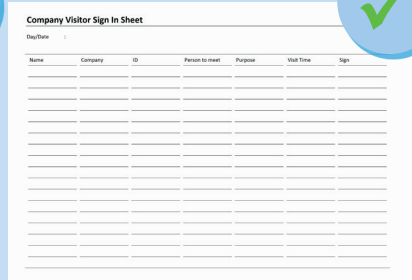 Company Visitor Sign In Sheet
Day/Date :
Name Company ID Person to meet Purpose Visit Time Sign